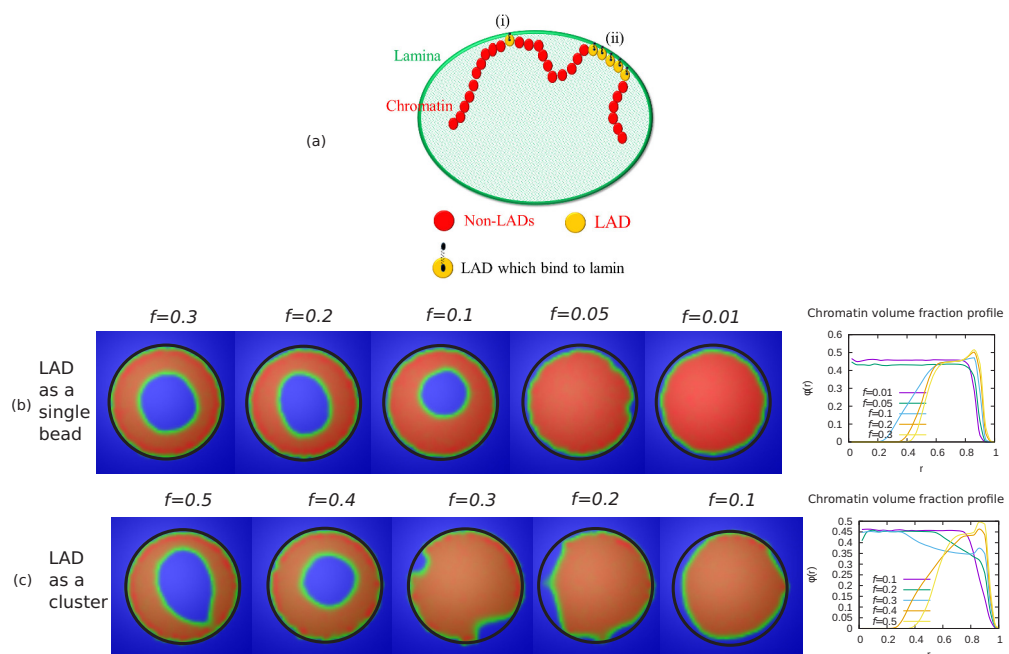 (i)
(ii)
Lamina
Chromatin
(a)
Non-LADs
LAD
LAD which bind to lamin
f=0.3
f=0.2
f=0.1
f=0.05
f=0.01
(b)
LAD
as a
single
bead
Chromatin volume fraction profile
φ(r)
0.6
0.5
0.4
0.3
0.2
0.1
0
f=0.01
f=0.05
f=0.1
f=0.2
f=0.3
0 0.2 0.4 0.6 0.8 1
r
f=0.5
f=0.4
f=0.3
f=0.2
f=0.1
(c)
LAD
as a
cluster
Chromatin volume fraction profile
φ(r)
0.5
0.45
0.4
0.35
0.3
0.25
0.2
0.15
0.1
0.05
0
f=0.1
f=0.2
f=0.3
f=0.4
f=0.5
0 0.2 0.4 0.6 0.8 1